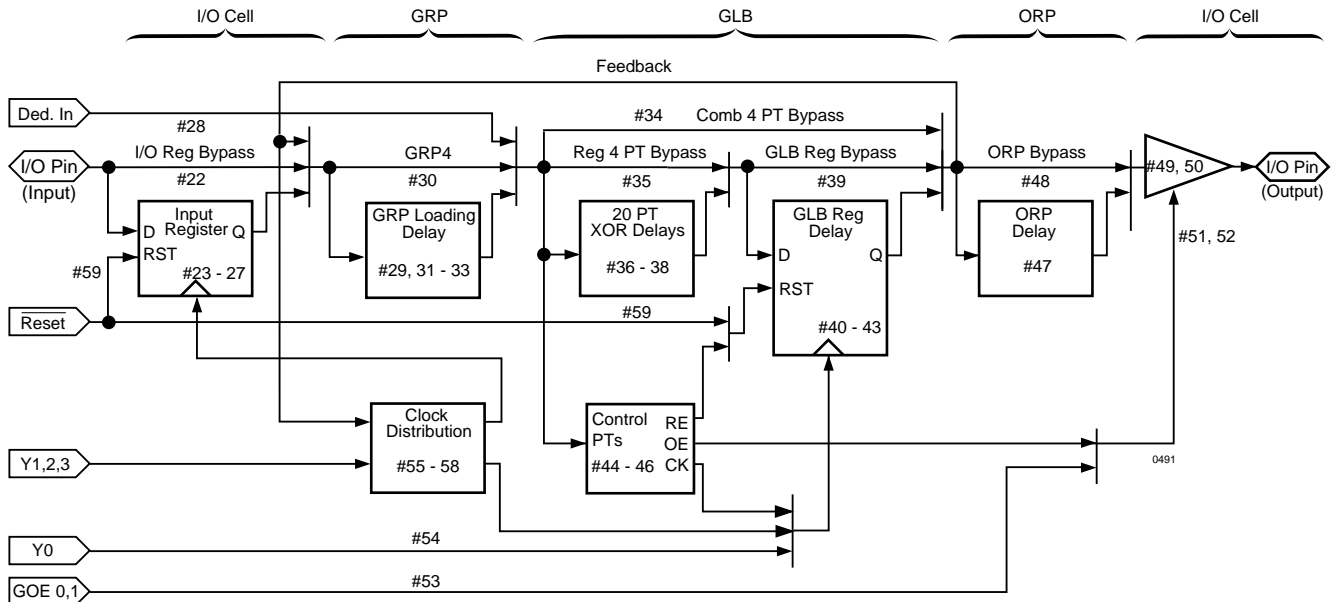 I/O Cell
GRP
GLB
ORP
I/O Cell
Feedback
Ded. In
#28
#34
Comb 4 PT Bypass
I/O Pin
(Input)
I/O Reg Bypass
#22
GRP4
#30
Reg 4 PT Bypass
#35
GLB Reg Bypass
#39
ORP Bypass
#48
#49, 50
I/O Pin
(Output)
Input
Register
D
Q
RST
#23 - 27
GRP Loading
Delay
#29, 31 - 33
20 PT
XOR Delays
#36 - 38
GLB Reg
Delay
D
Q
RST
#40 - 43
ORP
Delay
#47
#51, 52
#59
Reset
#59
Clock
Distribution
#55 - 58
Control
PTs
#44 - 46
RE
OE
CK
0491
Y1,2,3
Y0
#54
GOE 0,1
#53